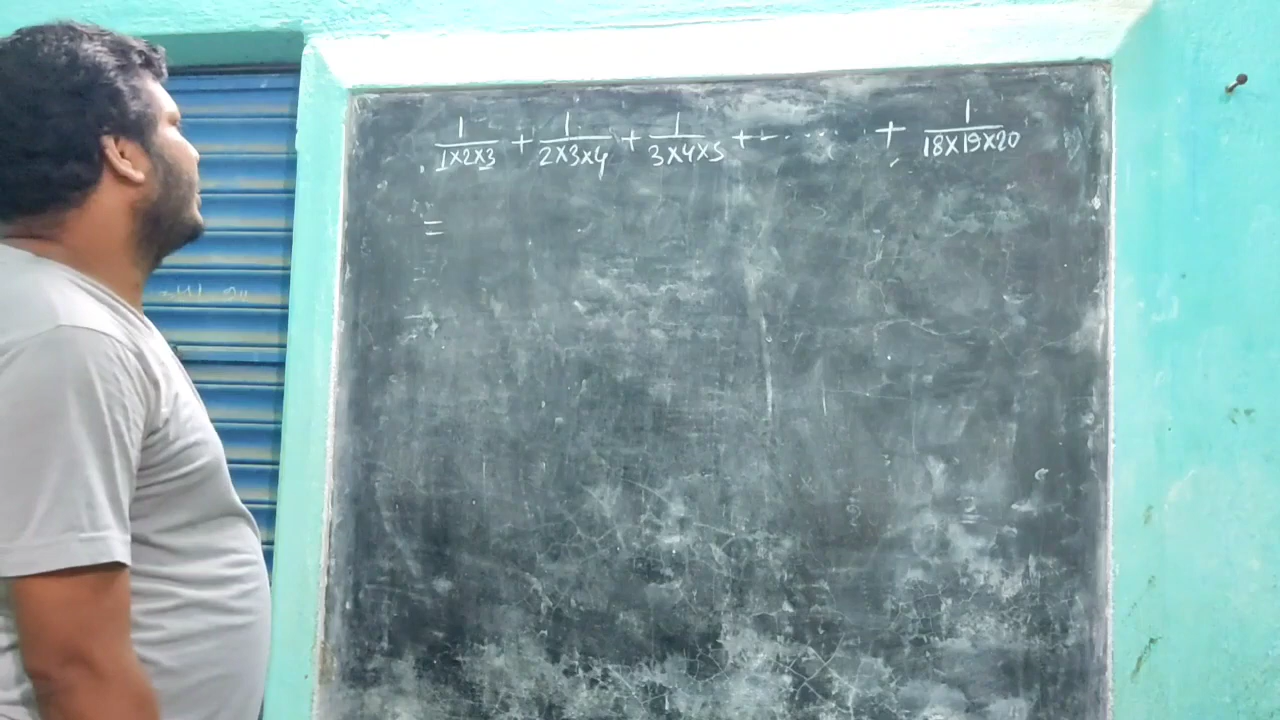 1/1×2×3 + 1/2×3×4 + 1/3×4×5 + - ...... + 1/18×19×20
=